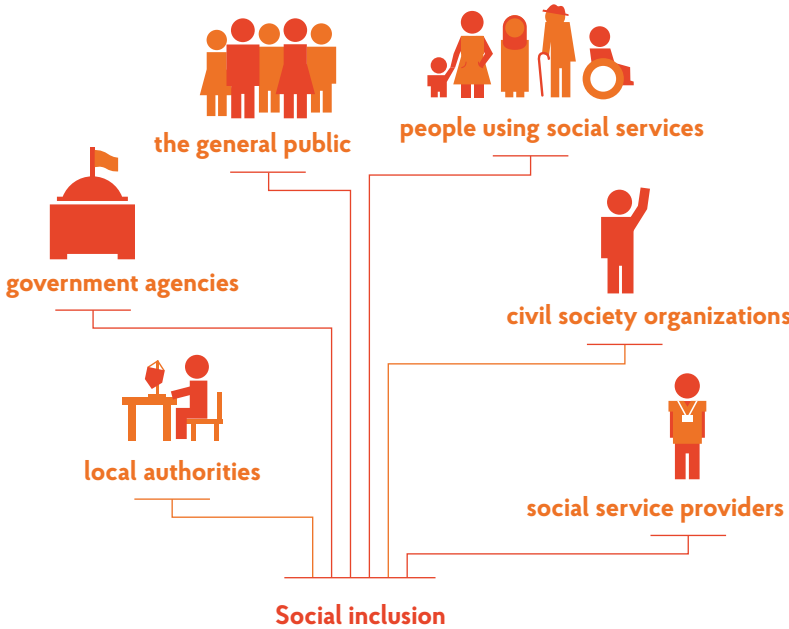 the general public
people using social services
government agencies
civil society organizations
local authorities
social service providers
Social inclusion